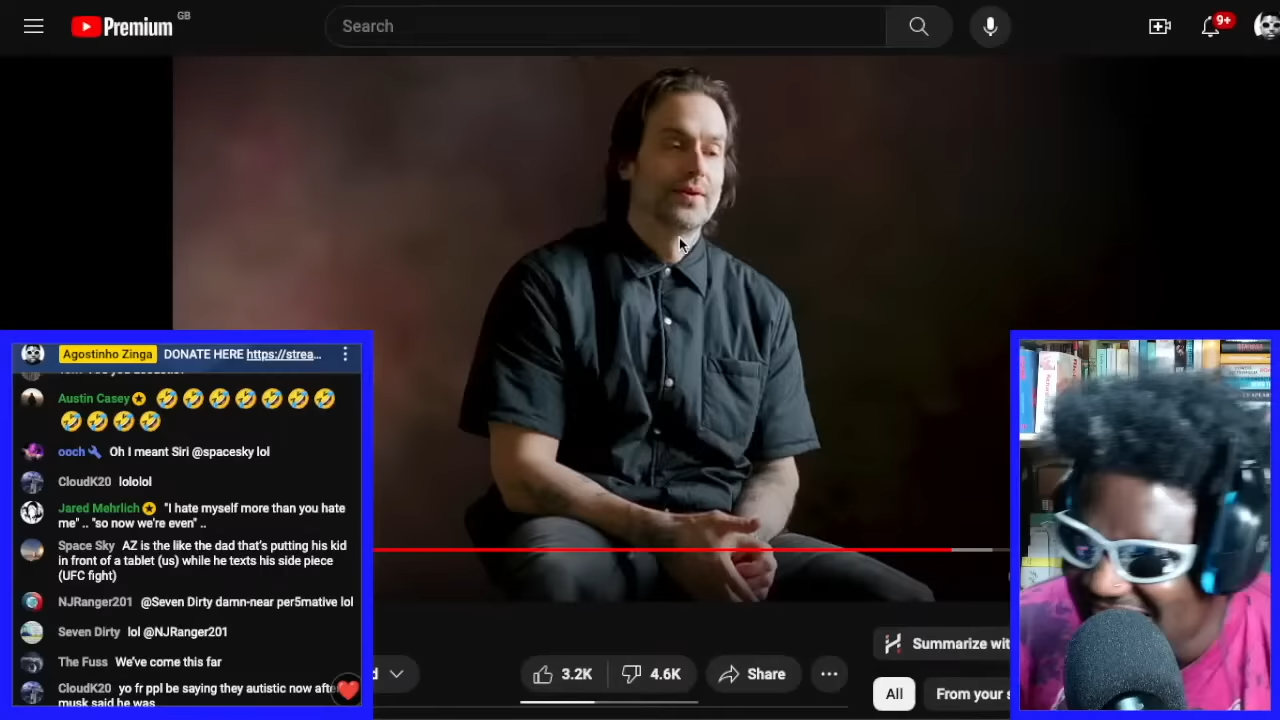 Premium GB
Search
9+
Agostinho Zinga DONATE HERE https://strea...
Austin Casey
ooch Oh I meant Siri @spacesky lol
CloudK20 lololol
Jared Mehrlich "I hate myself more than you hate
me" .. "so now we're even" ..
Space Sky AZ is the like the dad that's putting his kid
in front of a tablet (us) while he texts his side piece
(UFC fight)
NJRanger201 @Seven Dirty damn-near per5mative lol
Seven Dirty lol @NJRanger201
The Fuss We've come this far
CloudK20 yo fr ppl be saying they autistic now afte
musk said he was
d
3.2K
4.6K
Share
Summarize wit
All
From your s